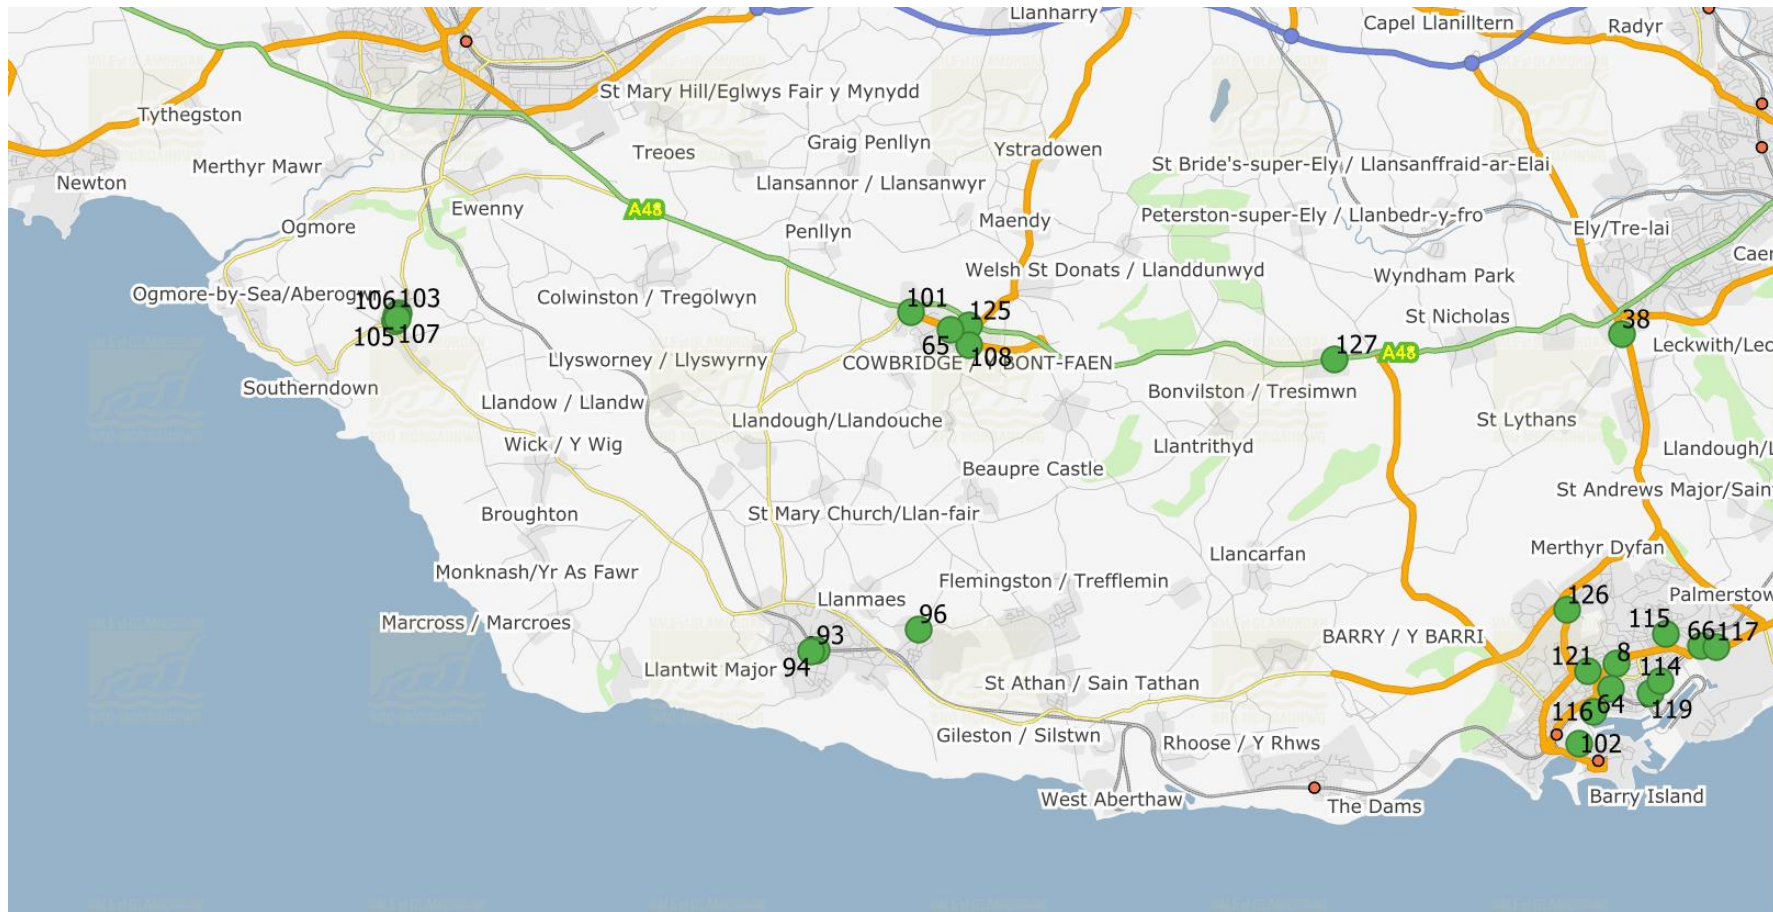 Llanharry
Capel Llanilltern
Radyr
St Mary Hill/Eglwys Fair y Mynydd
Tythegston
Graig Penllyn
Ystradowen
Treoes
Merthyr Mawr
St Bride's-super-Ely / Llansanffraid-ar-Elai
Newton
Llansannor / Llansanwyr
Ewenny
A48
Maendy
Peterston-super-Ely / Llanbedr-y-fro
Ogmore
Penllyn
Ely/Tre-lai
Caer
Welsh St Donats / Llanddunwyd
Wyndham Park
Ogmore-by-Sea/Aberogw
106
103
Colwinston / Tregolwyn
101
125
St Nicholas
38
105
107
65
108
127
A48
Leckwith/Lec
Llysworney / Llyswyrny
COWBRIDGE / Y BONT-FAEN
Southerndown
Bonvilston / Tresimwn
Llandow / Llandw
Llandough/Llandouche
St Lythans
Wick / Y Wig
Llantrithyd
Llandough/L
Beaupre Castle
St Andrews Major/Sain
Broughton
St Mary Church/Llan-fair
Llancarfan
Merthyr Dyfan
Monknash/Yr As Fawr
Flemingston / Trefflemin
Llanmaes
126
Palmerstow
Marcross / Marcroes
96
93
BARRY / Y BARRI
115
66
117
94
Llantwit Major
121
8
114
St Athan / Sain Tathan
116
64
119
Gileston / Silstwn
Rhoose / Y Rhws
102
West Aberthaw
The Dams
Barry Island